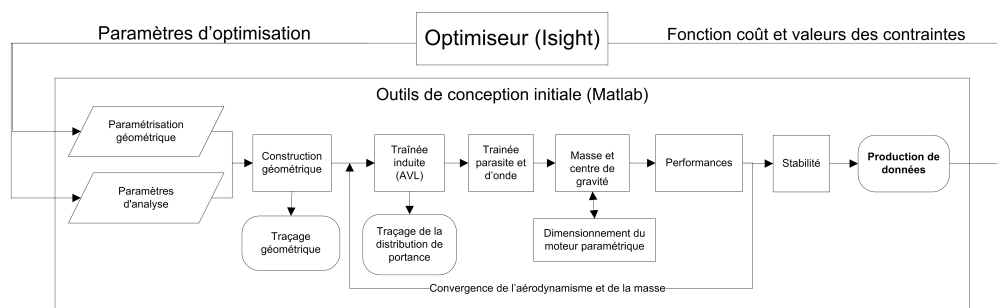 Paramètres d'optimisation
Optimiseur (Isight)
Fonction coût et valeurs des contraintes
Outils de conception initiale (Matlab)
Paramétrisation
géométrique
Paramètres
d'analyse
Construction
géométrique
Traçage
géométrique
Traînée
induite
(AVL)
Traçage de la
distribution de
portance
Trainée
parasite et
d'onde
Masse et
centre de
gravité
Dimensionnement du
moteur paramétrique
Performances
Stabilité
Production de
données
Convergence de l'aérodynamisme et de la masse